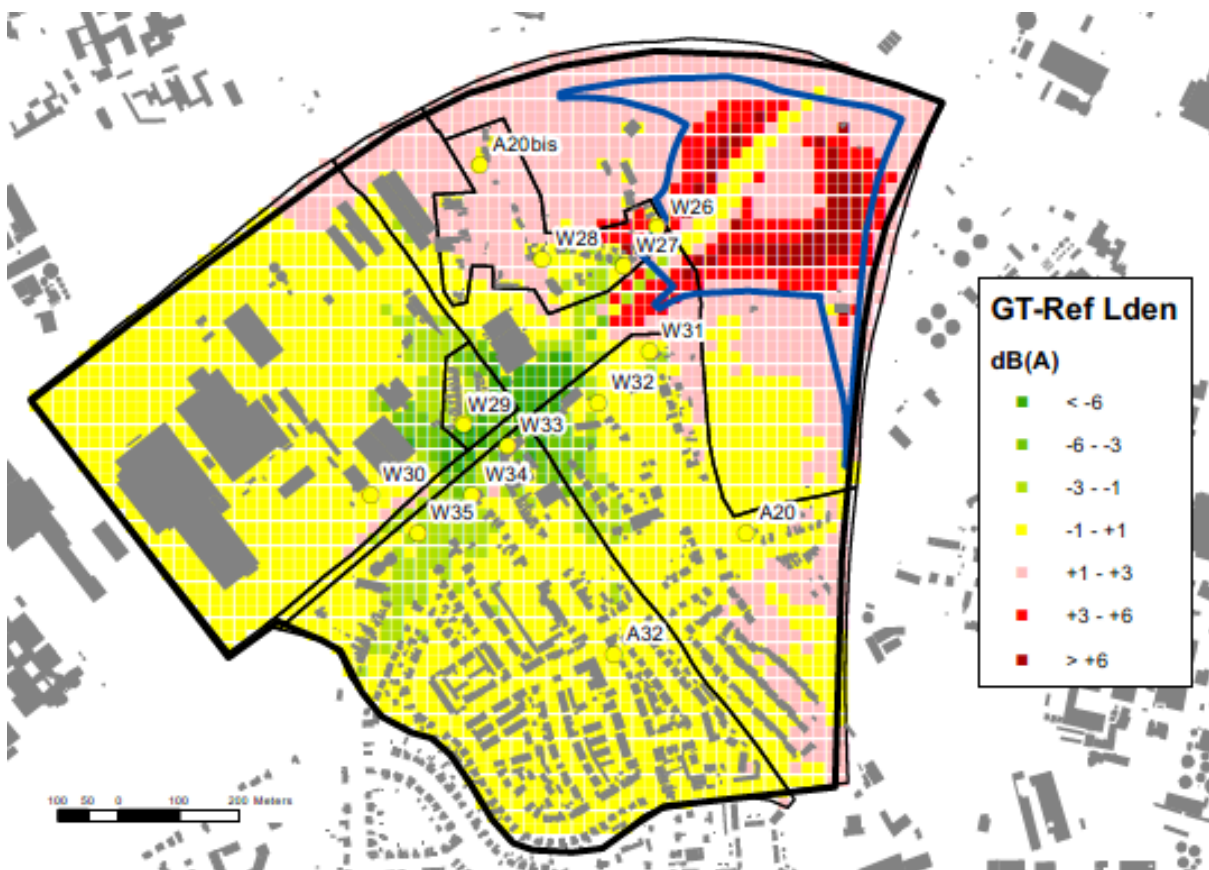 A20bis
W26
W28
W27
GT-Ref Lden
dB(A)
< -6
-6 - -3
-3 - -1
-1 - +1
+1 - +3
+3 - +6
> +6
W31
W32
W29
W33
W30
W34
W35
A20
A32
100 50 0 100 200 Meters